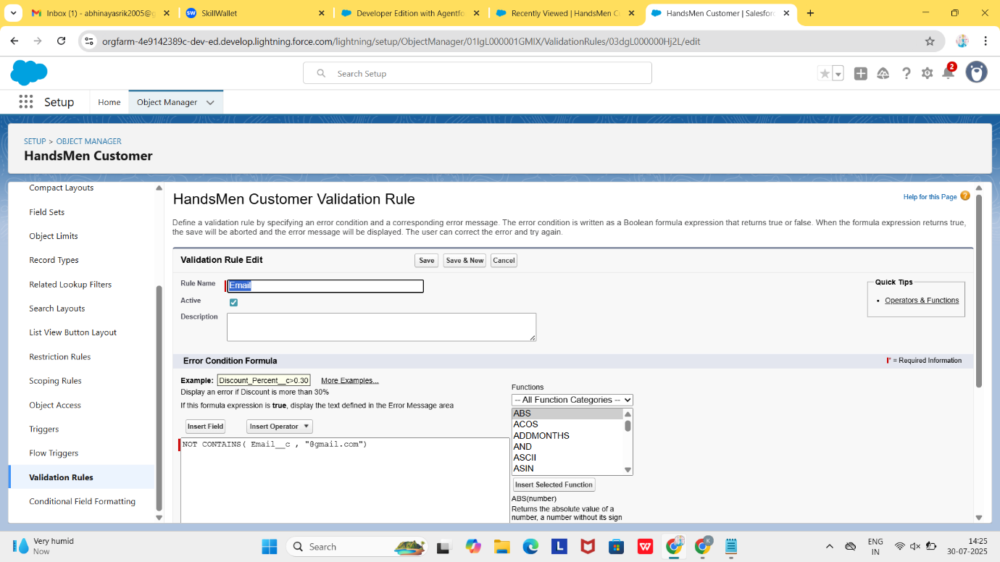 Inbox (1) - abhinayasrik2005@g
SkillWallet
Developer Edition with Agentfo
Recently Viewed | HandsMen C
HandsMen Customer | Salesforc
orgfarm-4e9142389c-dev-ed.develop.lightning.force.com/lightning/setup/ObjectManager/01IgL000001GMIX/ValidationRules/03dgL000000Hj2L/edit
Search Setup
2
Setup
Home
Object Manager
SETUP > OBJECT MANAGER
HandsMen Customer
Compact Layouts
Field Sets
Object Limits
Record Types
Related Lookup Filters
Search Layouts
List View Button Layout
Restriction Rules
Scoping Rules
Object Access
Triggers
Flow Triggers
Validation Rules
Conditional Field Formatting
HandsMen Customer Validation Rule
Help for this Page
Define a validation rule by specifying an error condition and a corresponding error message. The error condition is written as a Boolean formula expression that returns true or false. When the formula expression returns true,
the save will be aborted and the error message will be displayed. The user can correct the error and try again.
Validation Rule Edit
Save
Save & New
Cancel
Rule Name
Email
Active
Description
Quick Tips
• Operators & Functions
Error Condition Formula
= Required Information
Example: Discount_Percent__c>0.30 More Examples...
Display an error if Discount is more than 30%
If this formula expression is true, display the text defined in the Error Message area
Insert Field
Insert Operator
NOT CONTAINS( Email__c , "@gmail.com")
Functions
-- All Function Categories --
ABS
ACOS
ADDMONTHS
AND
ASCII
ASIN
Insert Selected Function
ABS(number)
Returns the absolute value of a
number, a number without its sign
Very humid
Now
Search
ENG
IN
14:25
30-07-2025